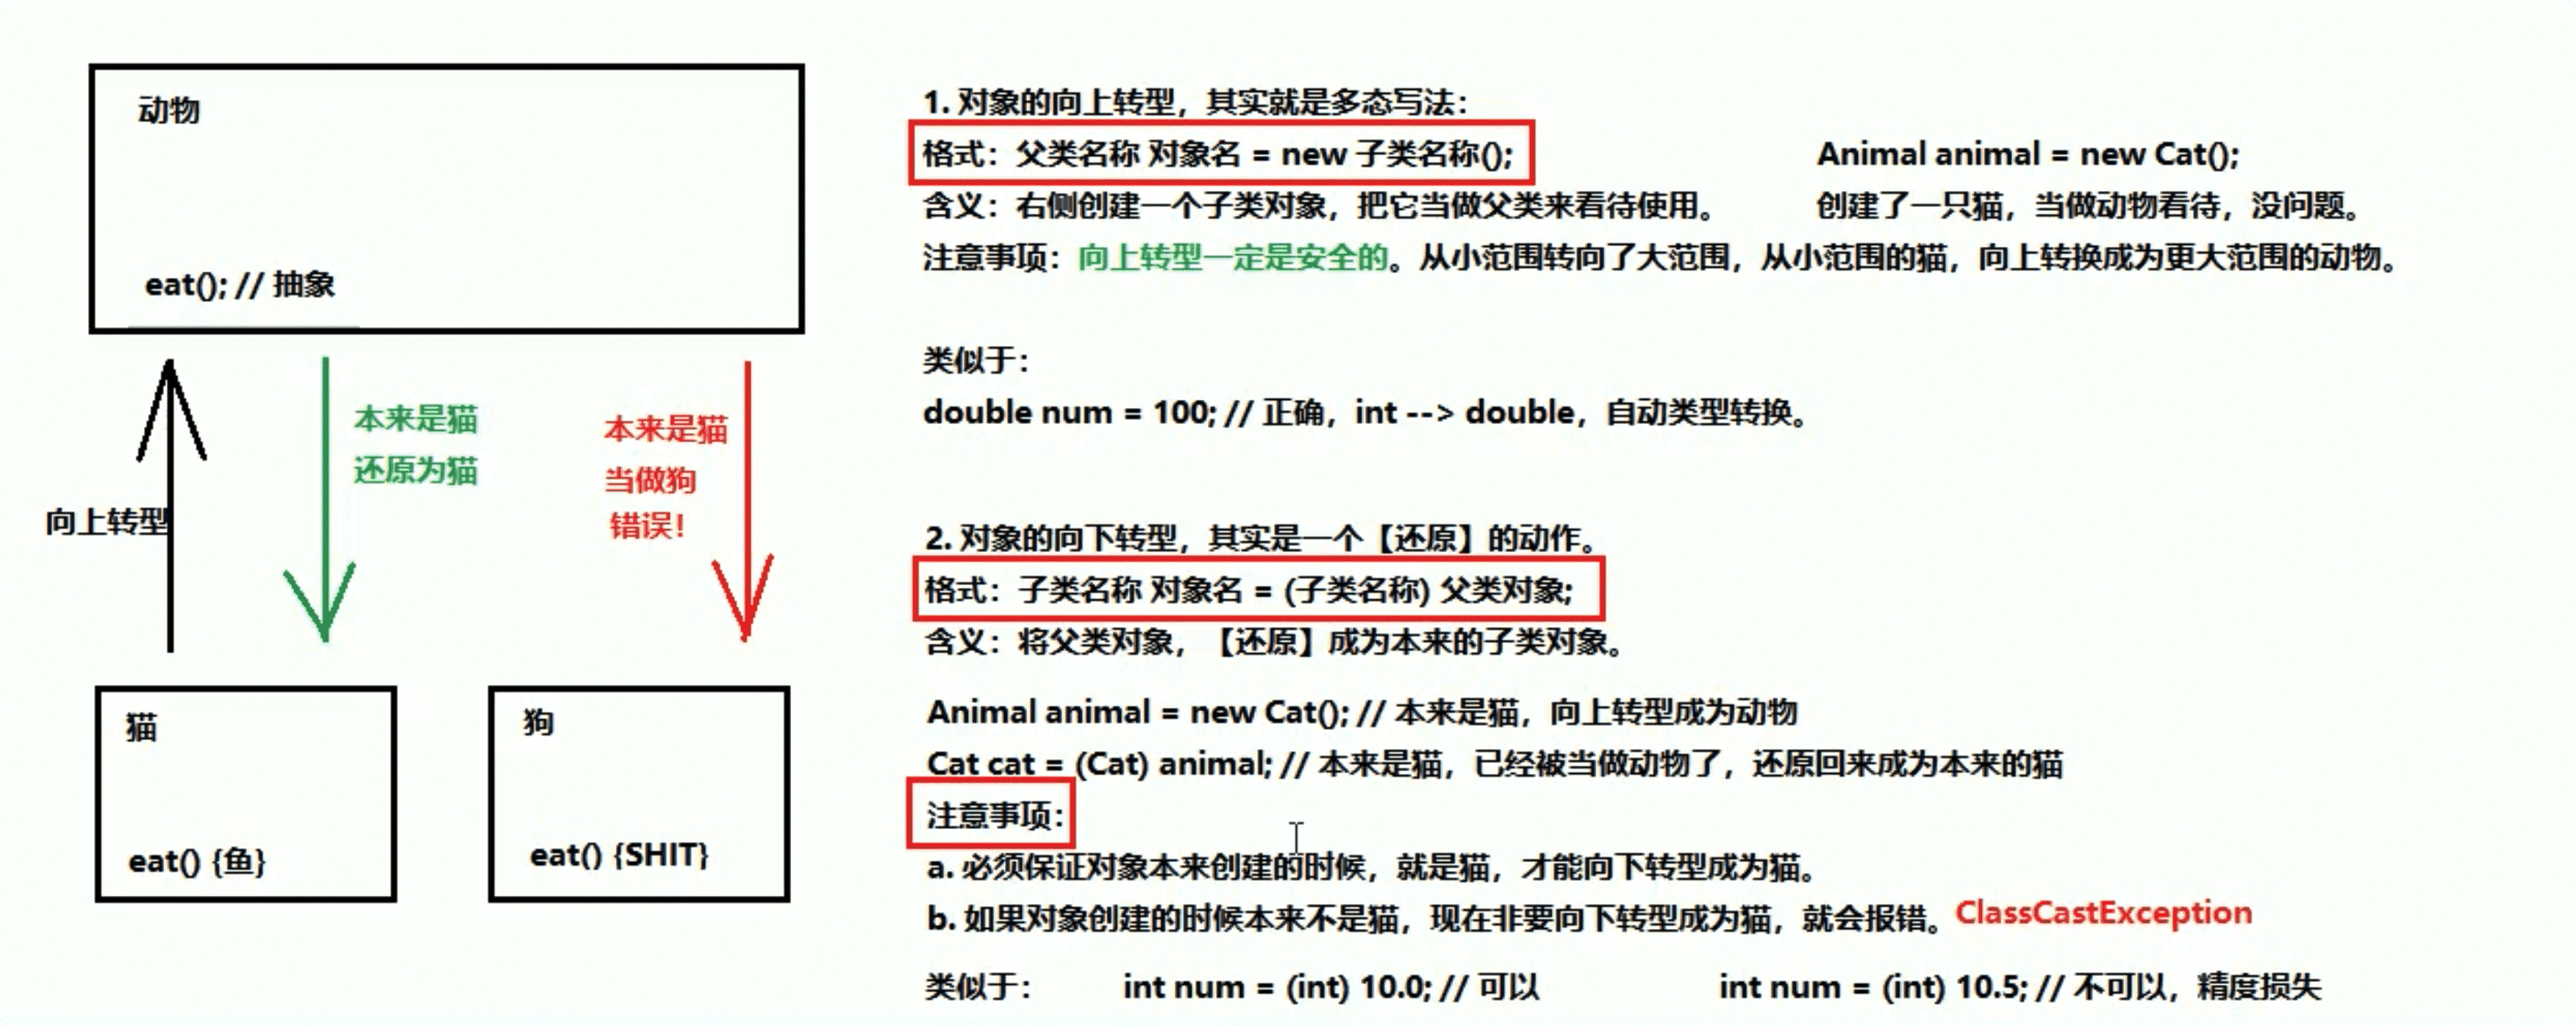 动物
eat(); // 抽象
向上转型
本来是猫
还原为猫
本来是猫
当做狗
错误！
猫
eat() {鱼}
狗
eat() {SHIT}
1. 对象的向上转型，其实就是多态写法：
格式：父类名称 对象名 = new 子类名称(); Animal animal = new Cat();
含义：右侧创建一个子类对象，把它当做父类来看待使用。 创建了一只猫，当做动物看待，没问题。
注意事项：向上转型一定是安全的。从小范围转向了大范围，从小范围的猫，向上转换成为更大范围的动物。
类似于：
double num = 100; // 正确，int --> double，自动类型转换。
2. 对象的向下转型，其实是一个【还原】的动作。
格式：子类名称 对象名 = (子类名称) 父类对象;
含义：将父类对象，【还原】成为本来的子类对象。
Animal animal = new Cat(); // 本来是猫，向上转型成为动物
Cat cat = (Cat) animal; // 本来是猫，已经被当做动物了，还原回来成为本来的猫
注意事项：
a. 必须保证对象本来创建的时候，就是猫，才能向下转型成为猫。
b. 如果对象创建的时候本来不是猫，现在非要向下转型成为猫，就会报错。ClassCastException
类似于： int num = (int) 10.0; // 可以 int num = (int) 10.5; // 不可以，精度损失